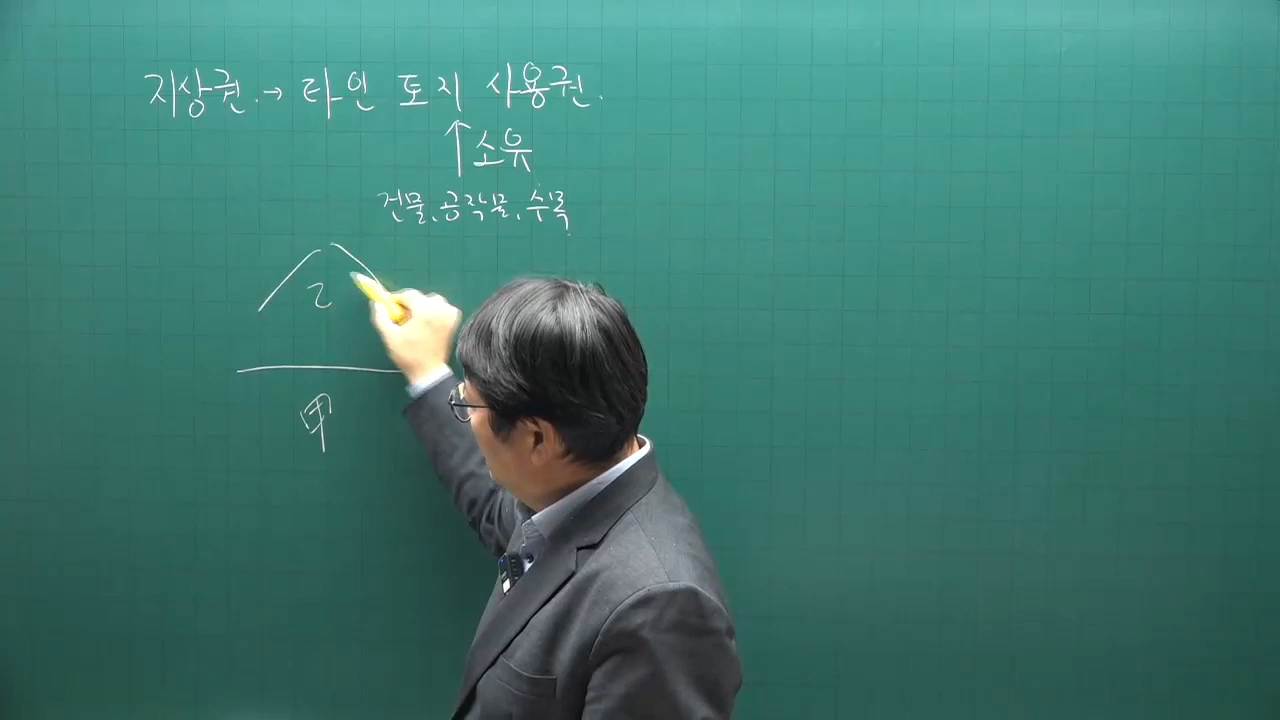 지상권. → 타인 토지 사용권.
↑ 소유
건물, 공작물, 수목.
乙
甲